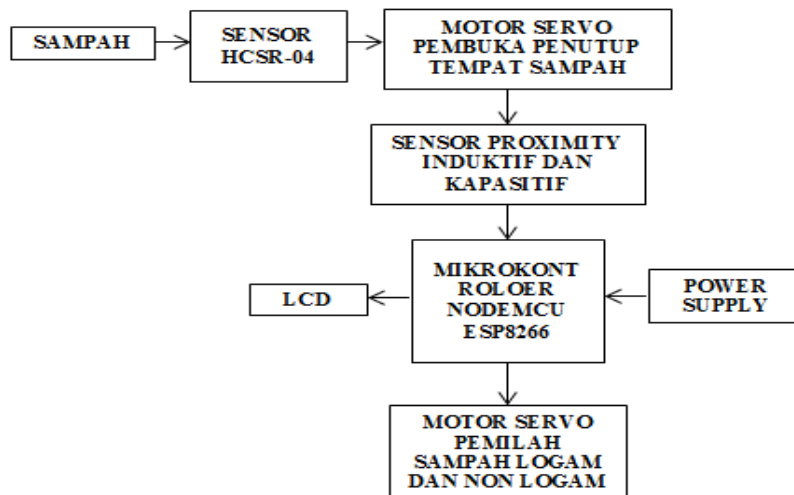 SAMPAH
SENSOR
HCSR-04
MOTOR SERVO
PEMBUKA PENUTUP
TEMPAT SAMPAH
SENSOR PROXIMITY
INDUKTIF DAN
KAPASITIF
LCD
MIKROKONT
ROLOER
NODEMCU
ESP8266
POWER
SUPPLY
MOTOR SERVO
PEMILAH
SAMPAH LOGAM
DAN NON LOGAM